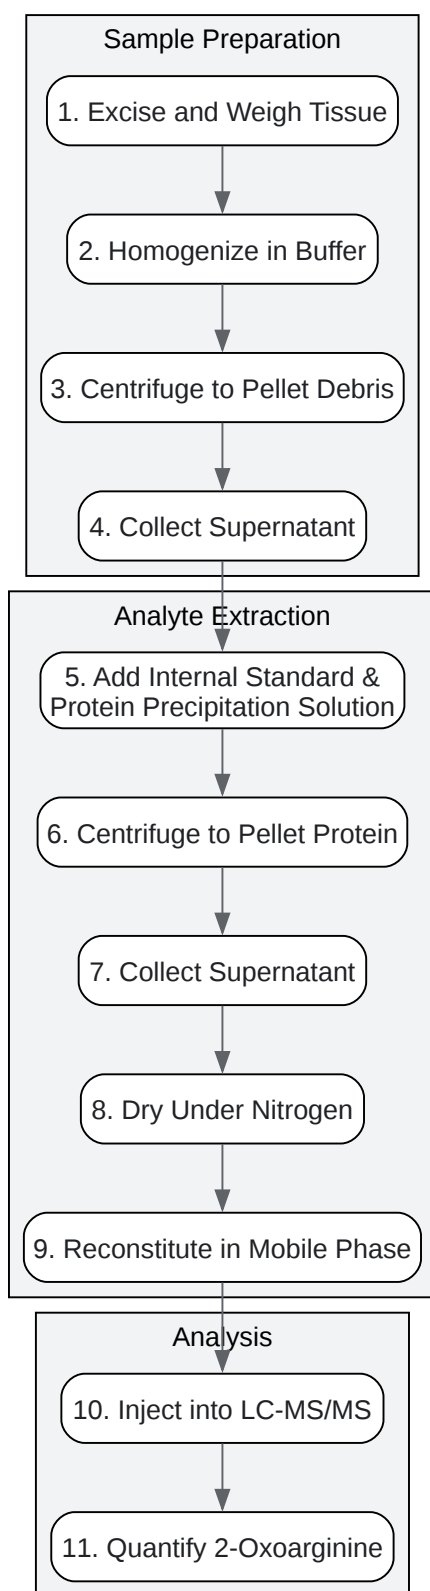 Sample Preparation
1. Excise and Weigh Tissue
2. Homogenize in Buffer
3. Centrifuge to Pellet Debris
4. Collect Supernatant
Analyte Extraction
5. Add Internal Standard &
Protein Precipitation Solution
6. Centrifuge to Pellet Protein
7. Collect Supernatant
8. Dry Under Nitrogen
9. Reconstitute in Mobile Phase
Analysis
10. Inject into LC-MS/MS
11. Quantify 2-Oxoarginine